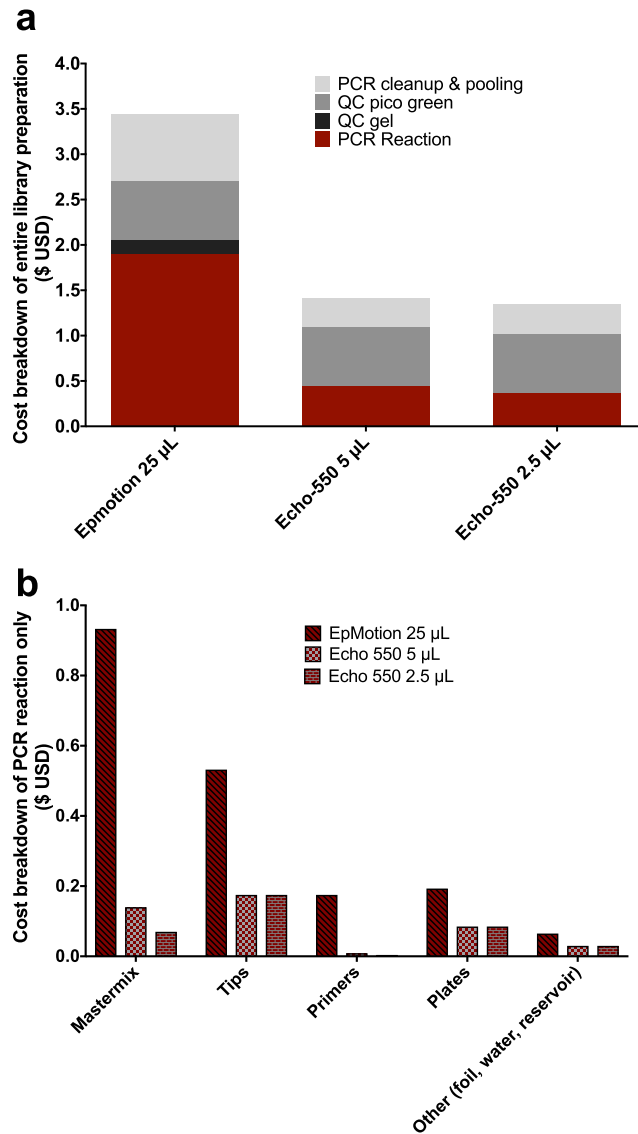 a
Cost breakdown of entire library preparation
($ USD)
4.0
3.5
3.0
2.5
2.0
1.5
1.0
0.5
0.0
PCR cleanup & pooling
QC pico green
QC gel
PCR Reaction
Epmotion 25 µL
Echo-550 5 µL
Echo-550 2.5 µL
b
Cost breakdown of PCR reaction only
($ USD)
1.0
0.8
0.6
0.4
0.2
0.0
EpMotion 25 µL
Echo 550 5 µL
Echo 550 2.5 µL
Mastermix
Tips
Primers
Plates
Other (foil, water, reservoir)